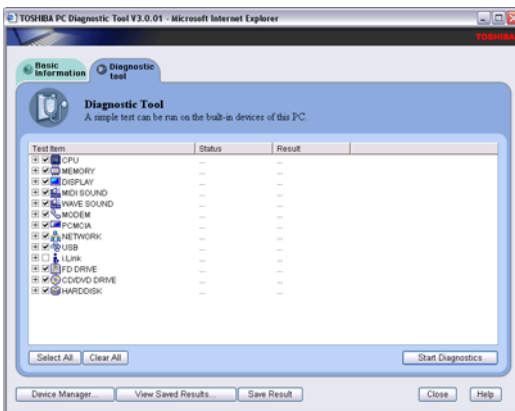 TOSHIBA PC Diagnostic Tool V3.0.01 - Microsoft Internet Explorer
TOSHIBA
Basic Information
Diagnostic tool
Diagnostic Tool
A simple test can be run on the built-in devices of this PC.
Test Item Status Result
CPU ... ...
MEMORY ... ...
DISPLAY ... ...
MIDI SOUND ... ...
WAVE SOUND ... ...
MODEM ... ...
PCMCIA ... ...
NETWORK ... ...
USB ... ...
i.Link ... ...
FD DRIVE ... ...
CD/DVD DRIVE ... ...
HARDDISK ... ...
Select All Clear All Start Diagnostics
Device Manager... View Saved Results... Save Result Close Help